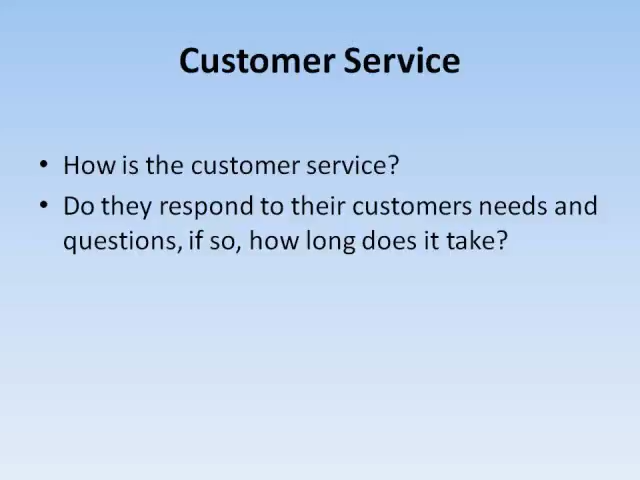 Customer Service
• How is the customer service?
• Do they respond to their customers needs and
questions, if so, how long does it take?